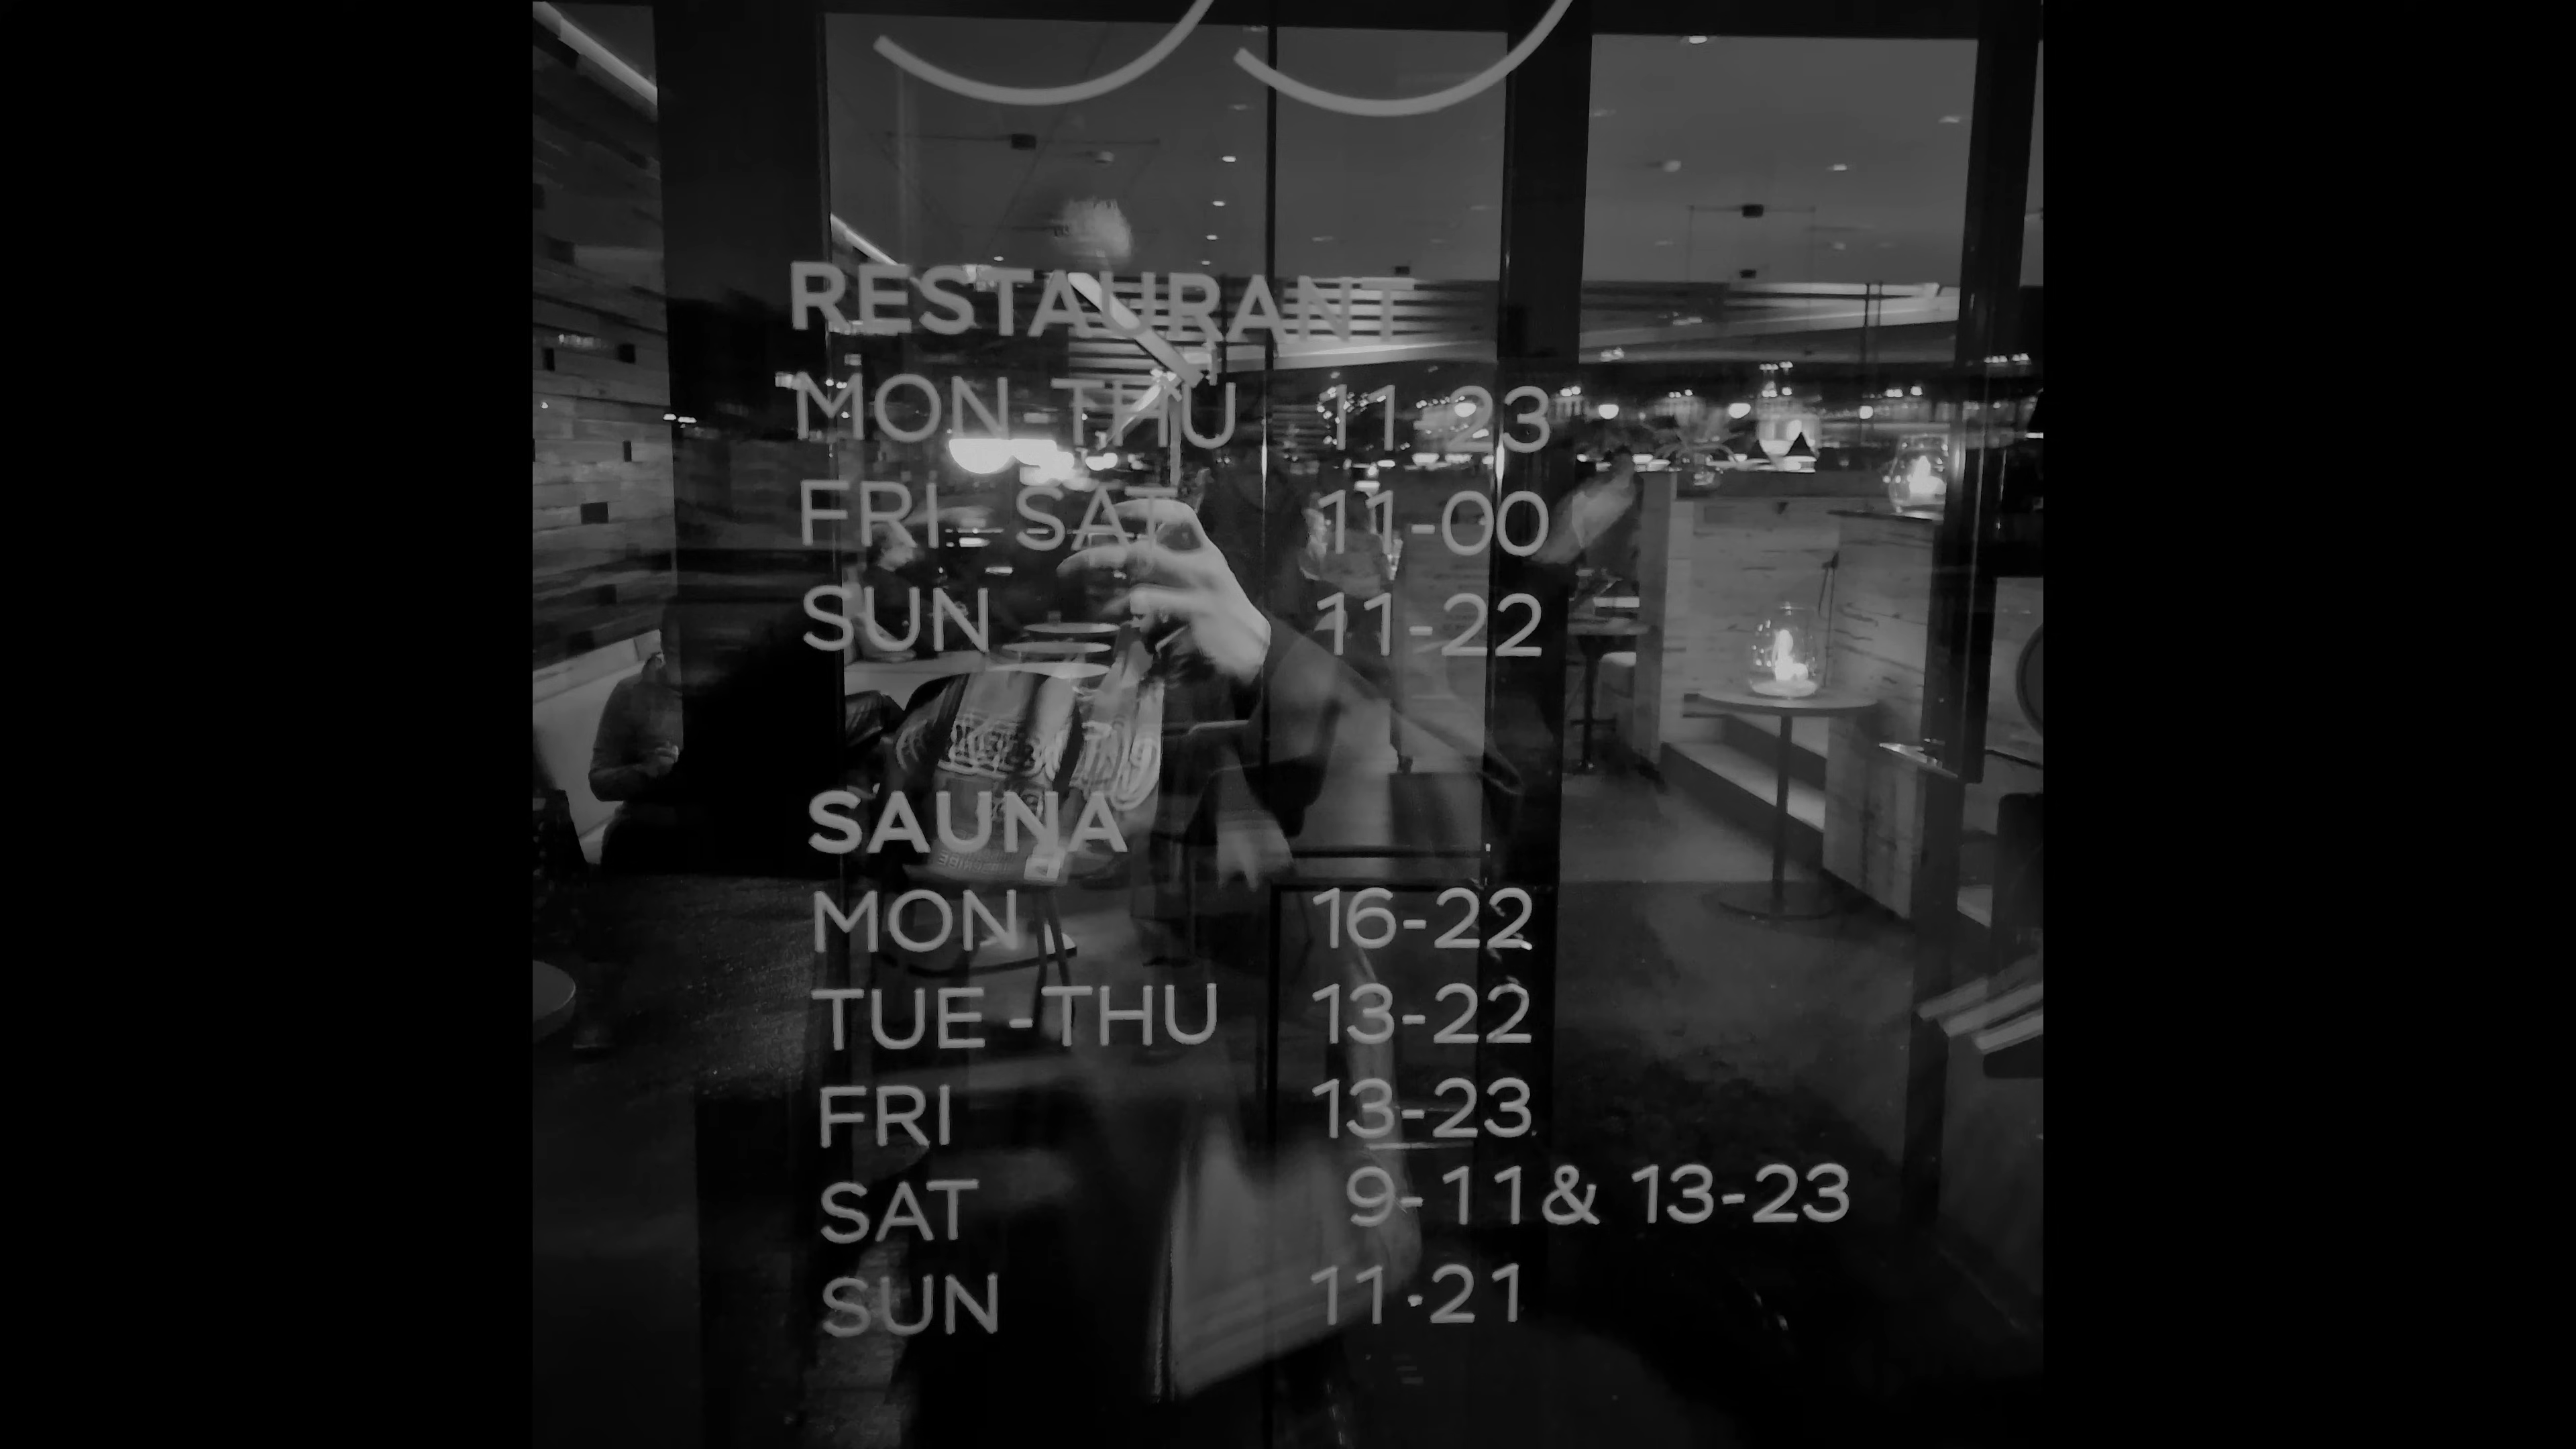 RESTAURANT
MON-THU 11-23
FRI-SAT 11-00
SUN 11-22
SAUNA
MON 16-22
TUE-THU 13-22
FRI 13-23
SAT 9-11 & 13-23
SUN 11-21